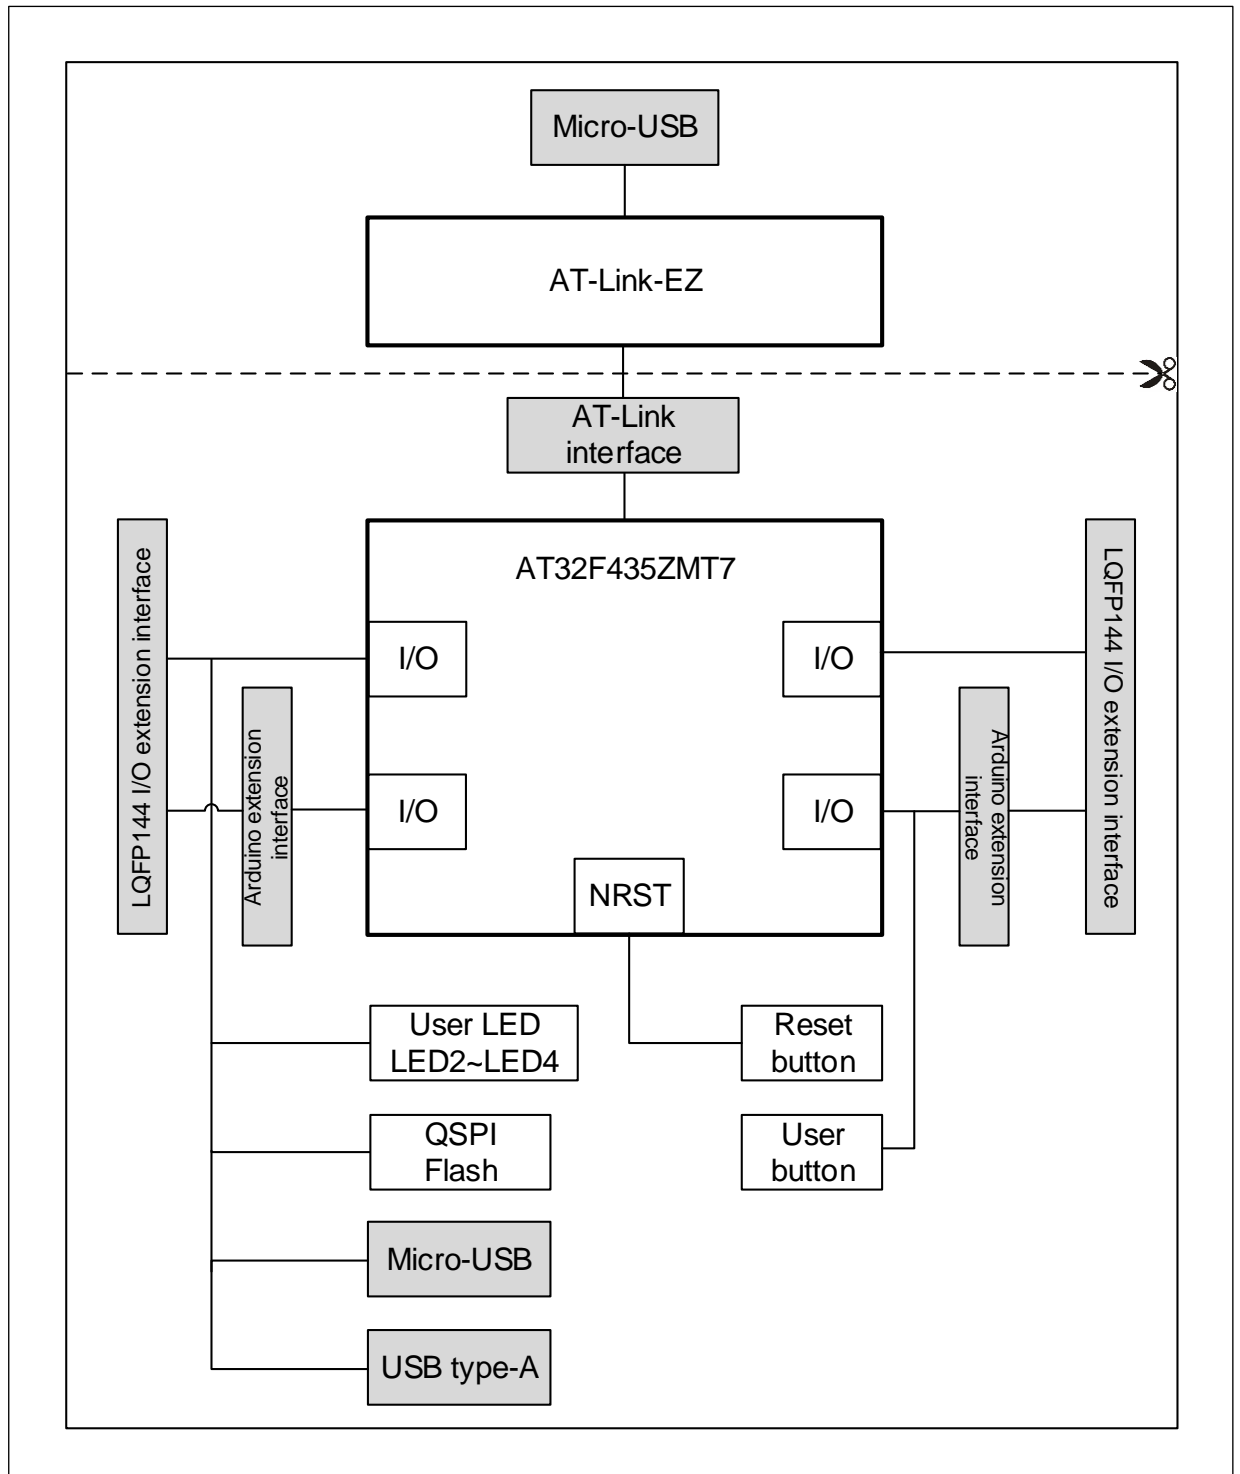 Micro-USB
AT-Link-EZ
AT-Link
interface
AT32F435ZMT7
LQFP144 I/O extension interface
Arduino extension
interface
I/O
I/O
I/O
I/O
NRST
Arduino extension
interface
LQFP144 I/O extension interface
User LED
LED2~LED4
Reset
button
QSPI
Flash
User
button
Micro-USB
USB type-A